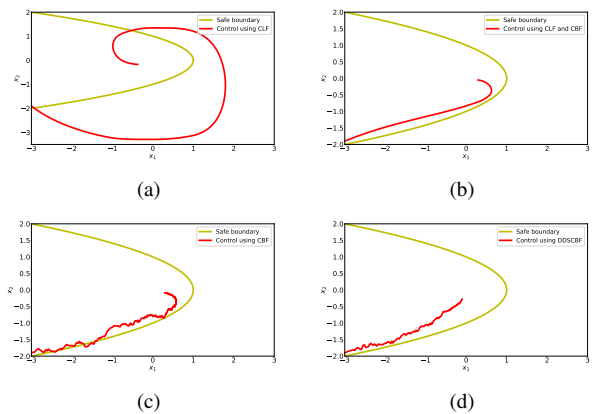 2
1
0
−1
−2
−3
x2
−3 −2 −1 0 1 2 3
x1
Safe boundary
Control using CLF
(a)
2.0
1.5
1.0
0.5
0.0
−0.5
−1.0
−1.5
−2.0
x2
−3 −2 −1 0 1 2 3
x1
Safe boundary
Control using CLF and CBF
(b)
2.0
1.5
1.0
0.5
0.0
−0.5
−1.0
−1.5
−2.0
x2
−3 −2 −1 0 1 2 3
x1
Safe boundary
Control using CBF
(c)
2.0
1.5
1.0
0.5
0.0
−0.5
−1.0
−1.5
−2.0
x2
−3 −2 −1 0 1 2 3
x1
Safe boundary
Control using DDSCBF
(d)